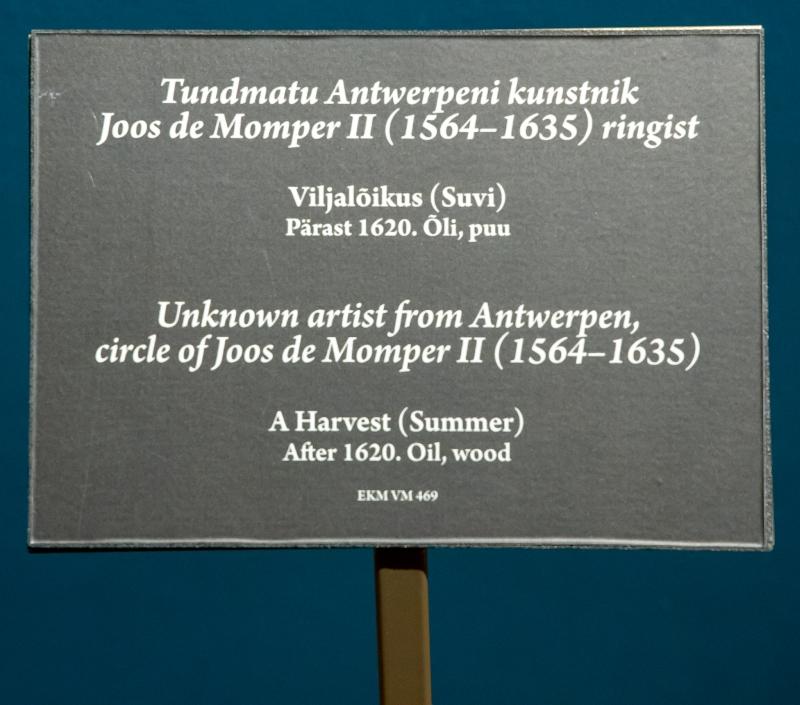 Tundmatu Antwerpeni kunstnik
Joos de Momper II (1564–1635) ringist
Viljalõikus (Suvi)
Pärast 1620. Õli, puu
Unknown artist from Antwerpen,
circle of Joos de Momper II (1564–1635)
A Harvest (Summer)
After 1620. Oil, wood
EKM VM 469